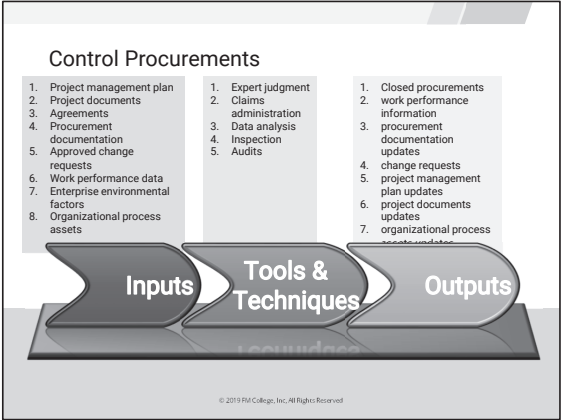 Control Procurements
1. Project management plan
2. Project documents
3. Agreements
4. Procurement
documentation
5. Approved change
requests
6. Work performance data
7. Enterprise environmental
factors
8. Organizational process
assets
1. Expert judgment
2. Claims
administration
3. Data analysis
4. Inspection
5. Audits
1. Closed procurements
2. work performance
information
3. procurement
documentation
updates
4. change requests
5. project management
plan updates
6. project documents
updates
7. organizational process
assets updates
Inputs
Tools &
Techniques
Outputs
© 2019 FM College, Inc, All Rights Reserved